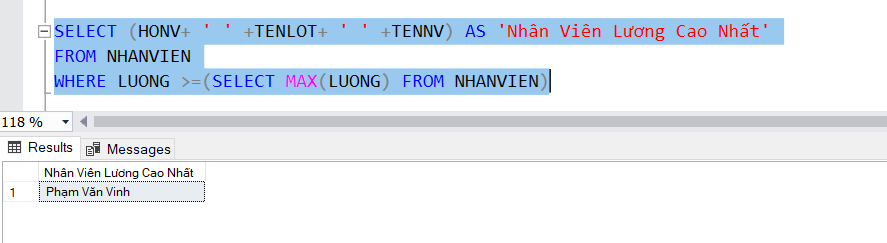 SELECT (HONV+ ' ' +TENLOT+ ' ' +TENNV) AS 'Nhân Viên Lương Cao Nhất'
FROM NHANVIEN
WHERE LUONG >=(SELECT MAX(LUONG) FROM NHANVIEN)
118 %
Results Messages
Nhân Viên Lương Cao Nhất
1 Phạm Văn Vinh